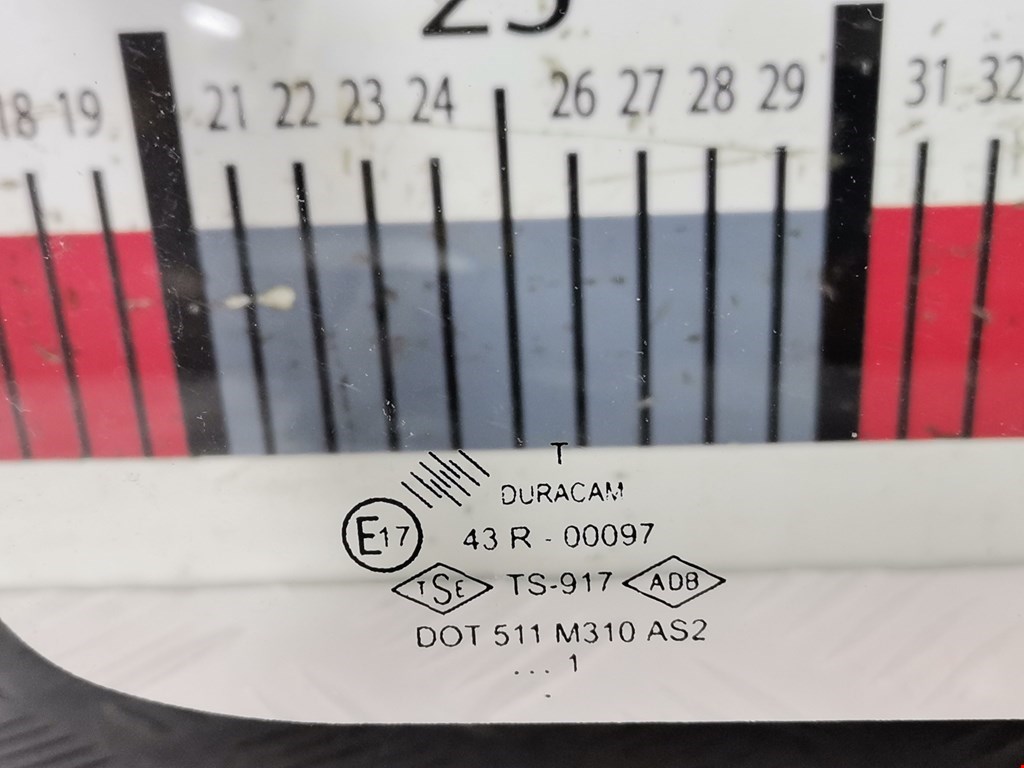 25
18 19 21 22 23 24 26 27 28 29 31 32
T
DURACAM
E17 43 R - 00097
TSE TS-917 ADB
DOT 511 M310 AS2
... 1
.